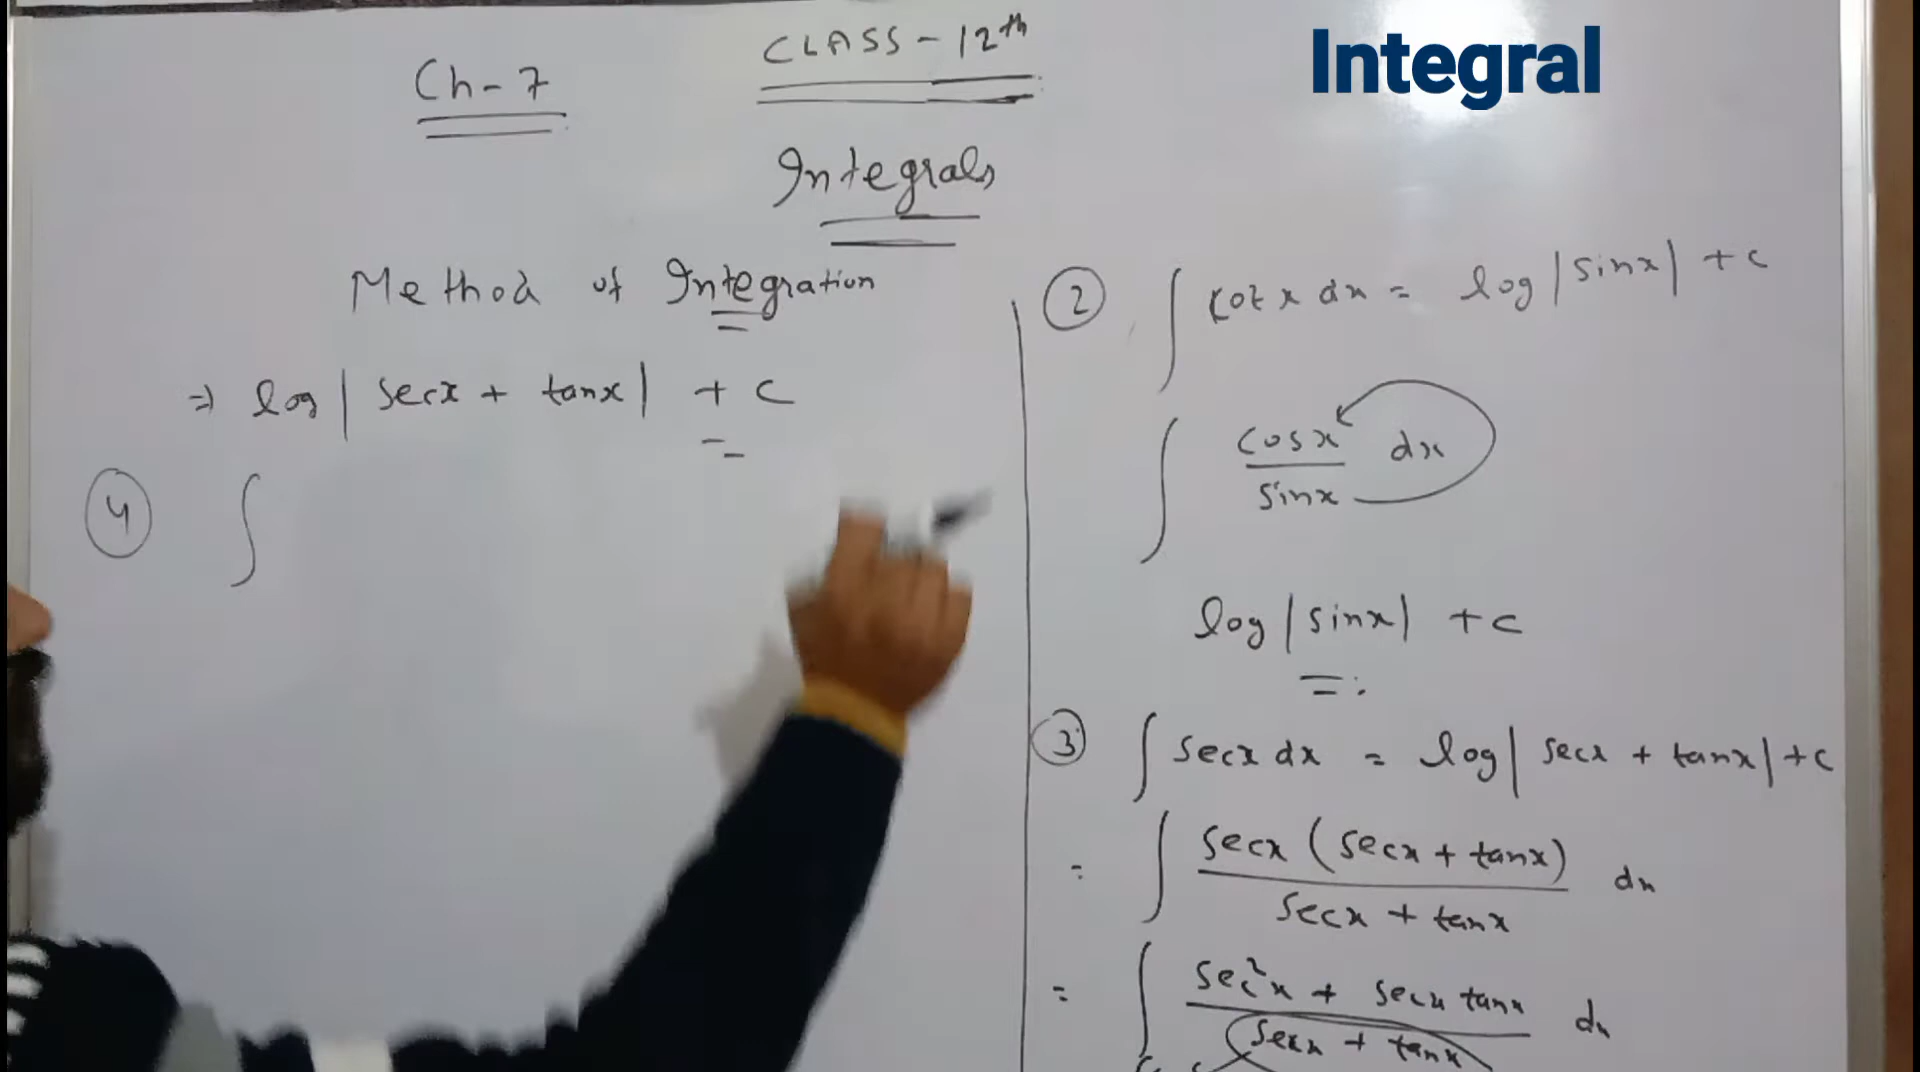 Integral
Ch-7
CLASS-12th
Integrals
Method of Integration
⇒ log|secx + tanx| + c
④ ∫
② ∫ cotx dx = log|sinx| + c
∫ cosx/sinx dx
log|sinx| + c
③ ∫ secx dx = log|secx + tanx| + c
= ∫ secx (secx + tanx)/secx + tanx dx
= ∫ sec²x + secx tanx/secx + tanx dx